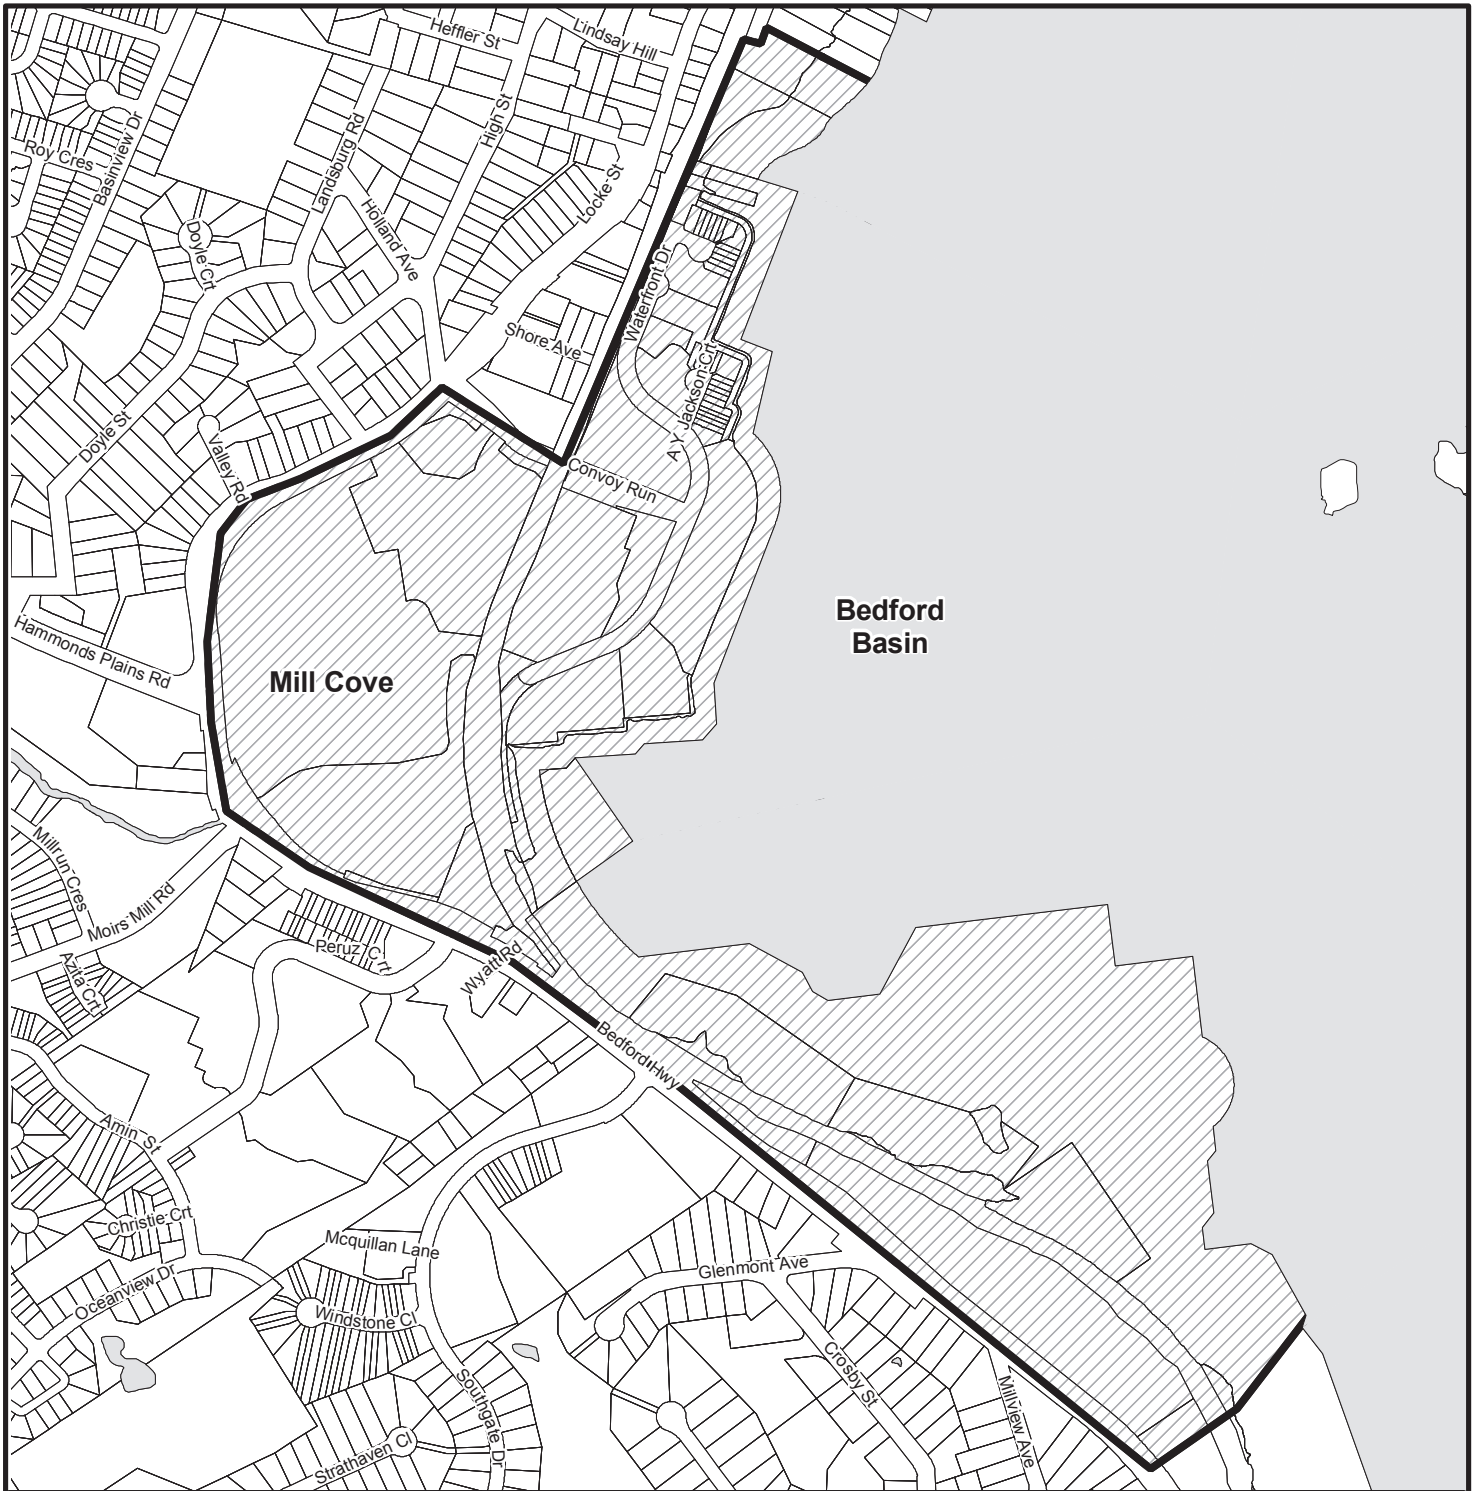 Heffler St
Lindsay Hill
Basinview Dr
Roy Cres
Landsburg Rd
High St
Locke St
Holland Ave
Doyle Crt
Waterfront Dr
Shore Ave
A Y Jackson Crt
Doyle St
Valley Rd
Convoy Run
Hammonds Plains Rd
Bedford
Basin
Mill Cove
Millrun Cres
Moirs Mill Rd
Peruz Crt
Azita Crt
Wyatt Rd
Bedford Hwy
Amin St
Christie Crt
Mcquillan Lane
Glenmont Ave
Oceanview Dr
Windstone Cl
Crosby St
Southgate Dr
Millview Ave
Strathaven Cl